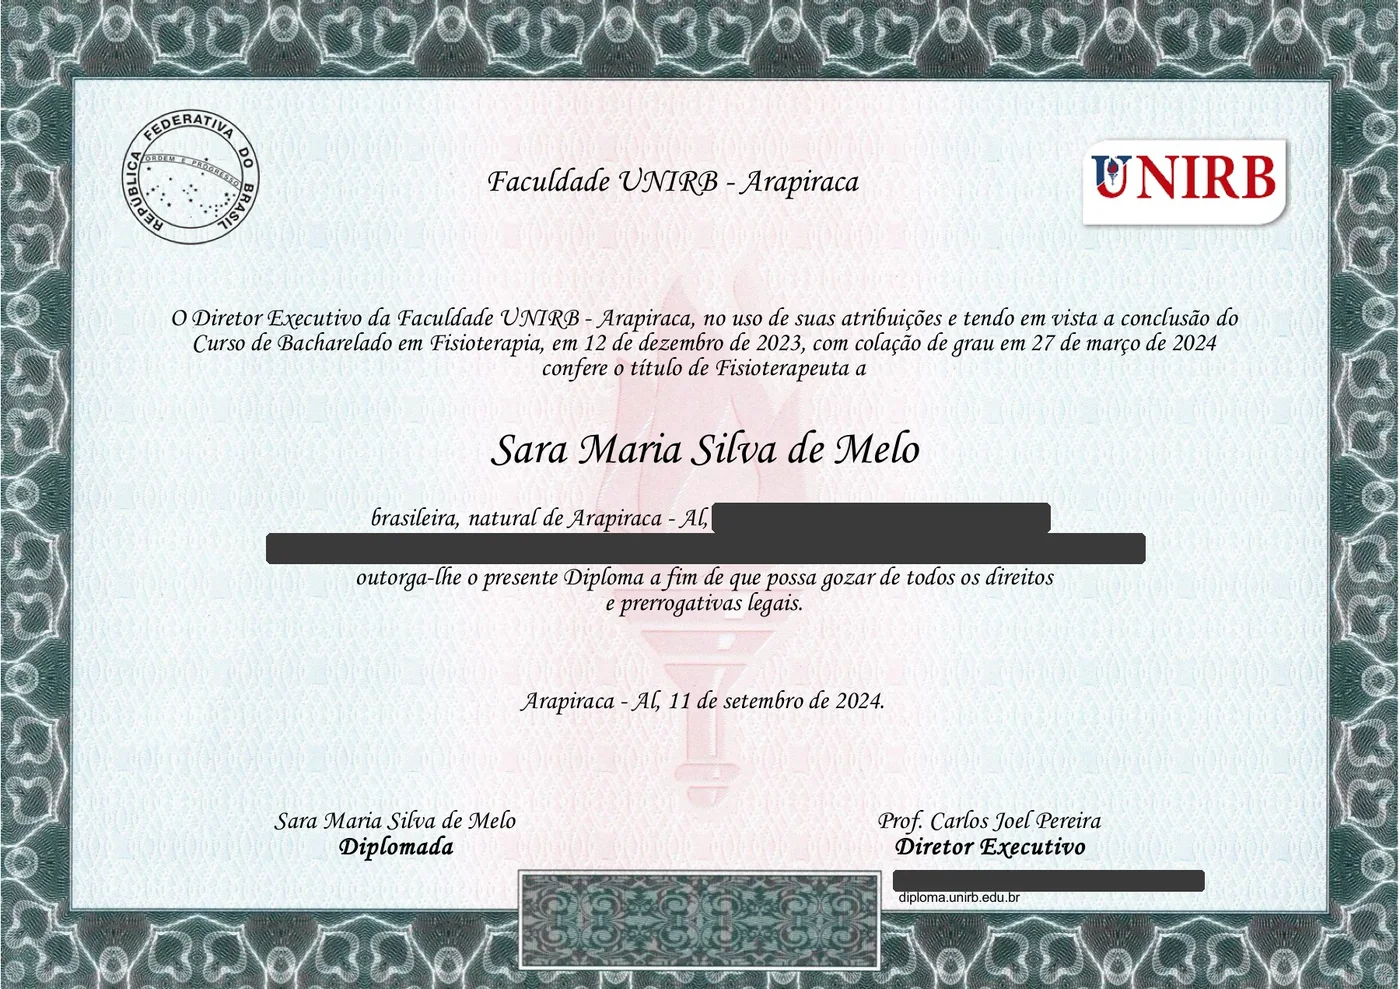 REPÚBLICA FEDERATIVA DO BRASIL
ORDEM E PROGRESSO
Faculdade UNIRB - Arapiraca
UNIRB
O Diretor Executivo da Faculdade UNIRB - Arapiraca, no uso de suas atribuições e tendo em vista a conclusão do
Curso de Bacharelado em Fisioterapia, em 12 de dezembro de 2023, com colação de grau em 27 de março de 2024
confere o título de Fisioterapeuta a
Sara Maria Silva de Melo
brasileira, natural de Arapiraca - Al,
outorga-lhe o presente Diploma a fim de que possa gozar de todos os direitos
e prerrogativas legais.
Arapiraca - Al, 11 de setembro de 2024.
Sara Maria Silva de Melo
Diplomada
Prof. Carlos Joel Pereira
Diretor Executivo
diploma.unirb.edu.br